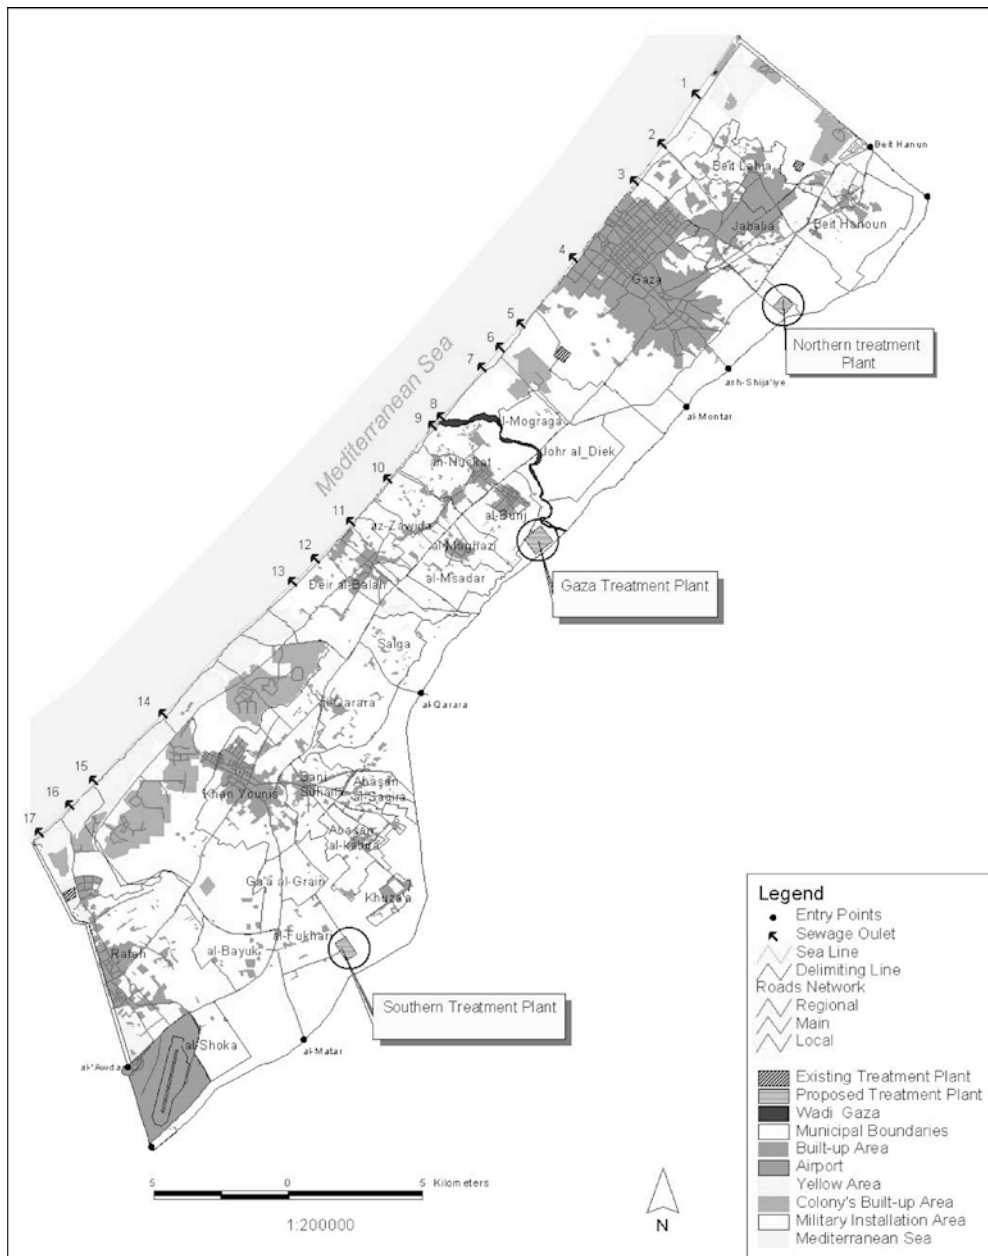 1
2
Beit Hanun
Beit Lahia
3
Jabalia
Beit Hanoun
4
Gaza
5
6
Northern treatment
Plant
7
ash-Shija'iye
al-Montar
Mediterranean Sea
8
9
al-Mograga
Johr al_Diek
an-Nusirat
10
al-Burij
11
az-Zawida
al-Maghazi
12
13
Deir al-Balah
al-Msadar
Gaza Treatment Plant
Salga
al-Qarara
al-Qarara
14
15
16
17
Khan Younis
Bani
Suhaila
Abasan
al-Sagira
Abasan
al-kabira
Ga'a al-Grain
Khuza'a
al-Fukhari
al-Bayuk
Rafah
Southern Treatment Plant
al-Shoka
al-Matar
al-'Awda
5 0 5 Kilometers
1:200000
N
Legend
Entry Points
Sewage Oulet
Sea Line
Delimiting Line
Roads Network
Regional
Main
Local
Existing Treatment Plant
Proposed Treatment Plant
Wadi Gaza
Municipal Boundaries
Built-up Area
Airport
Yellow Area
Colony's Built-up Area
Military Installation Area
Mediterranean Sea